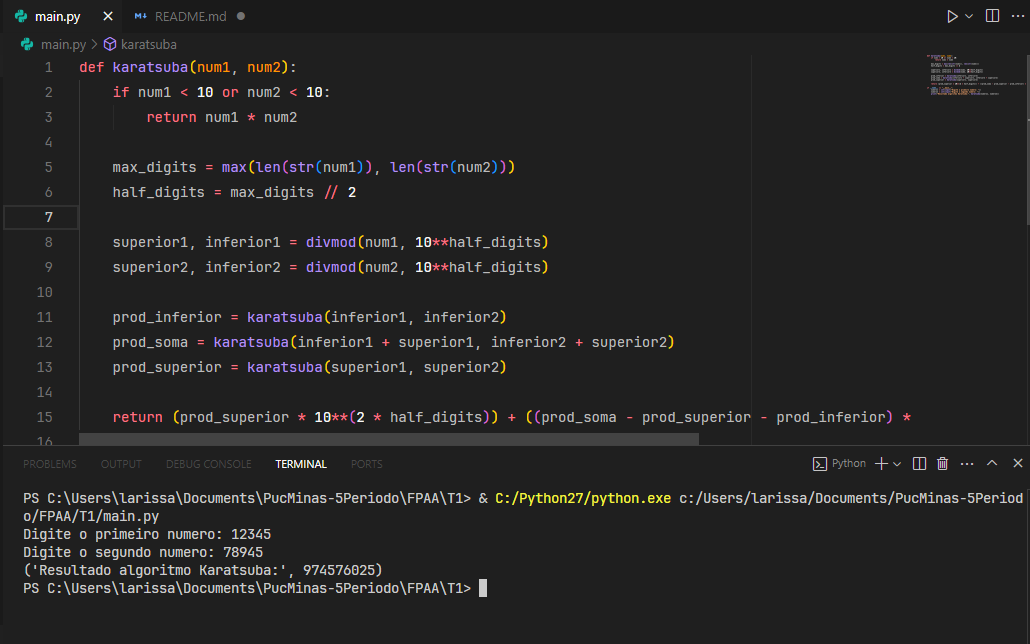 main.py
README.md
main.py > karatsuba
1 def karatsuba(num1, num2):
2 if num1 < 10 or num2 < 10:
3 return num1 * num2
4
5 max_digits = max(len(str(num1)), len(str(num2)))
6 half_digits = max_digits // 2
7
8 superior1, inferior1 = divmod(num1, 10**half_digits)
9 superior2, inferior2 = divmod(num2, 10**half_digits)
10
11 prod_inferior = karatsuba(inferior1, inferior2)
12 prod_soma = karatsuba(inferior1 + superior1, inferior2 + superior2)
13 prod_superior = karatsuba(superior1, superior2)
14
15 return (prod_superior * 10**(2 * half_digits)) + ((prod_soma - prod_superior - prod_inferior) *
16
PROBLEMS OUTPUT DEBUG CONSOLE TERMINAL PORTS Python
PS C:\Users\larissa\Documents\PucMinas-5Periodo\FPAA\T1> & C:/Python27/python.exe c:/Users/larissa/Documents/PucMinas-5Period
o/FPAA/T1/main.py
Digite o primeiro numero: 12345
Digite o segundo numero: 78945
('Resultado algoritmo Karatsuba:', 974576025)
PS C:\Users\larissa\Documents\PucMinas-5Periodo\FPAA\T1>